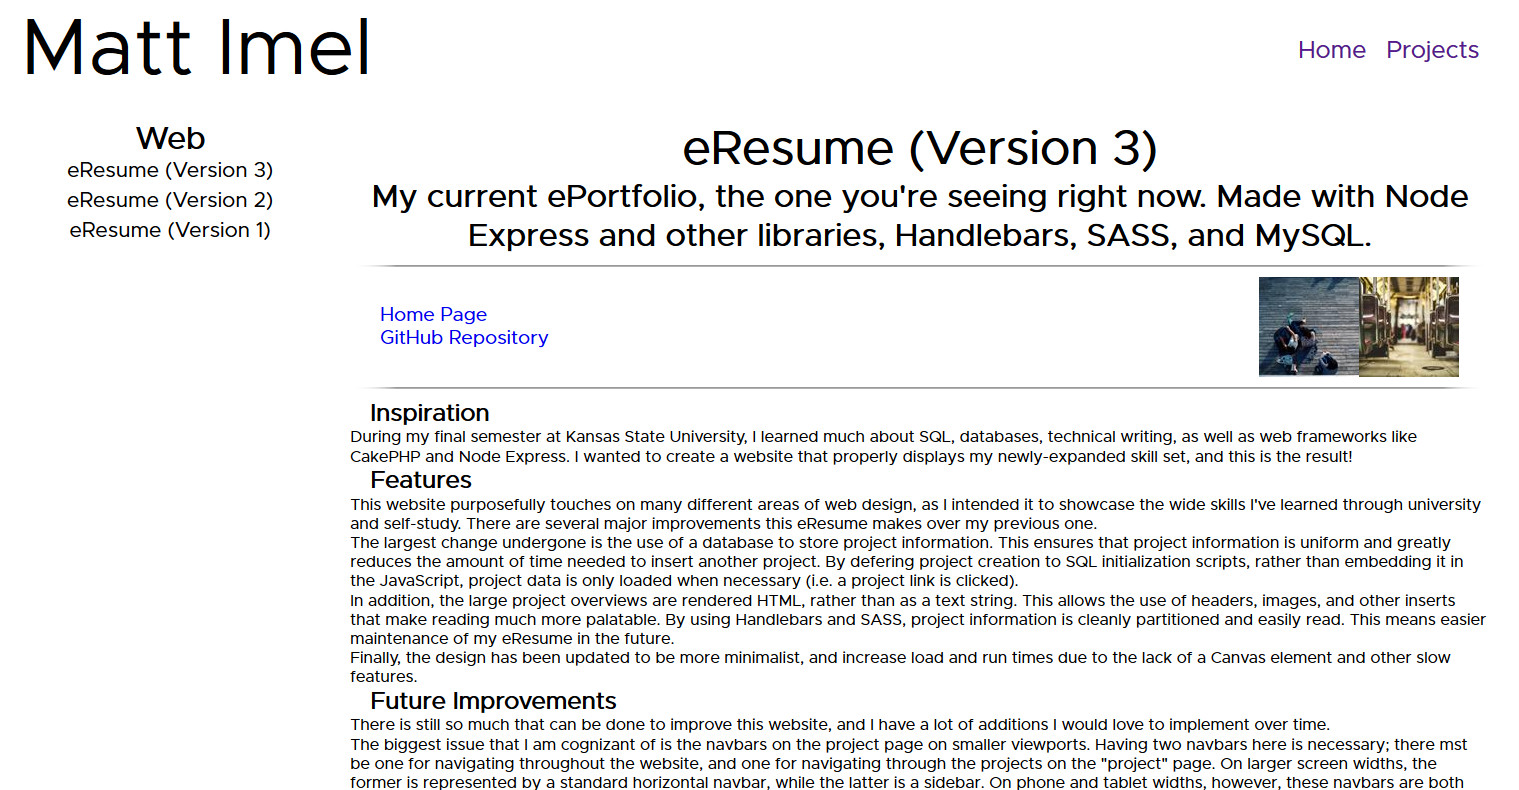 Matt Imel
Home Projects
Web
eResume (Version 3)
eResume (Version 2)
eResume (Version 1)
eResume (Version 3)
My current ePortfolio, the one you're seeing right now. Made with Node
Express and other libraries, Handlebars, SASS, and MySQL.
Home Page
GitHub Repository
Inspiration
During my final semester at Kansas State University, I learned much about SQL, databases, technical writing, as well as web frameworks like
CakePHP and Node Express. I wanted to create a website that properly displays my newly-expanded skill set, and this is the result!
Features
This website purposefully touches on many different areas of web design, as I intended it to showcase the wide skills I've learned through university
and self-study. There are several major improvements this eResume makes over my previous one.
The largest change undergone is the use of a database to store project information. This ensures that project information is uniform and greatly
reduces the amount of time needed to insert another project. By defering project creation to SQL initialization scripts, rather than embedding it in
the JavaScript, project data is only loaded when necessary (i.e. a project link is clicked).
In addition, the large project overviews are rendered HTML, rather than as a text string. This allows the use of headers, images, and other inserts
that make reading much more palatable. By using Handlebars and SASS, project information is cleanly partitioned and easily read. This means easier
maintenance of my eResume in the future.
Finally, the design has been updated to be more minimalist, and increase load and run times due to the lack of a Canvas element and other slow
features.
Future Improvements
There is still so much that can be done to improve this website, and I have a lot of additions I would love to implement over time.
The biggest issue that I am cognizant of is the navbars on the project page on smaller viewports. Having two navbars here is necessary; there mst
be one for navigating throughout the website, and one for navigating through the projects on the "project" page. On larger screen widths, the
former is represented by a standard horizontal navbar, while the latter is a sidebar. On phone and tablet widths, however, these navbars are both